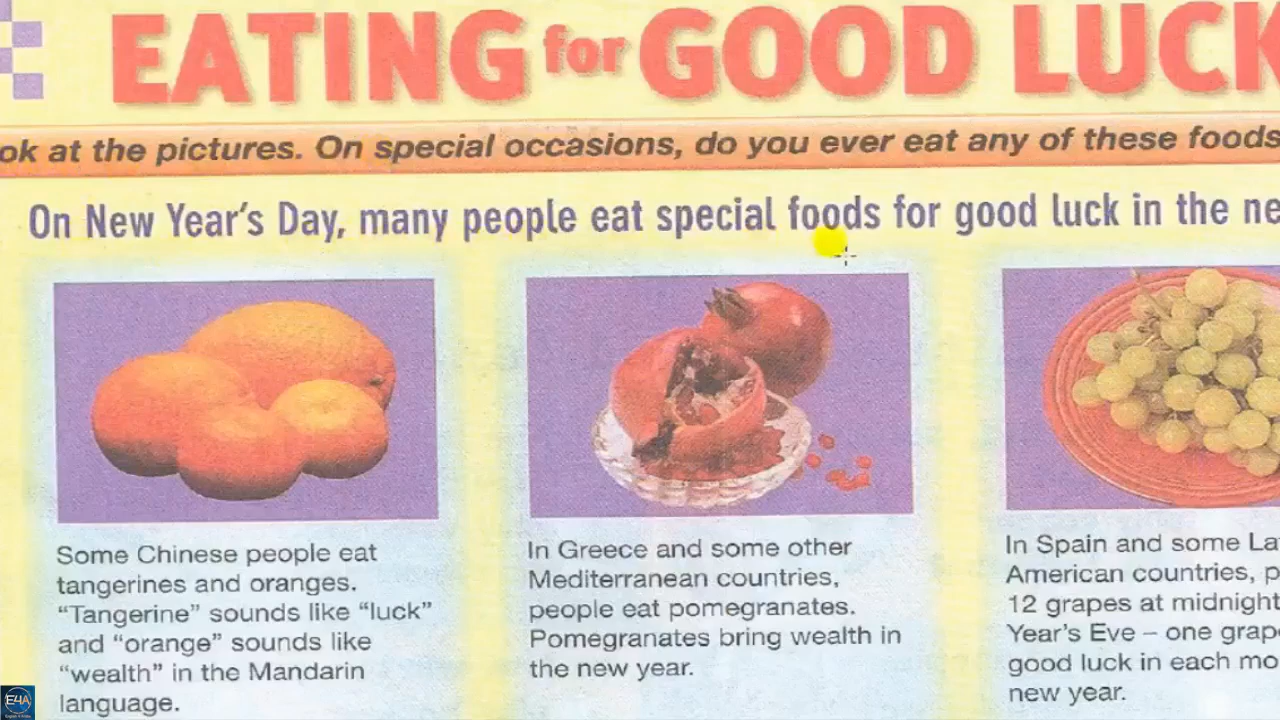 EATING for GOOD LUCK
ok at the pictures. On special occasions, do you ever eat any of these foods
On New Year's Day, many people eat special foods for good luck in the ne
Some Chinese people eat
tangerines and oranges.
“Tangerine” sounds like “luck”
and “orange” sounds like
“wealth” in the Mandarin
language.
In Greece and some other
Mediterranean countries,
people eat pomegranates.
Pomegranates bring wealth in
the new year.
In Spain and some La
American countries, p
12 grapes at midnight
Year's Eve – one grap
good luck in each mo
new year.
E4A